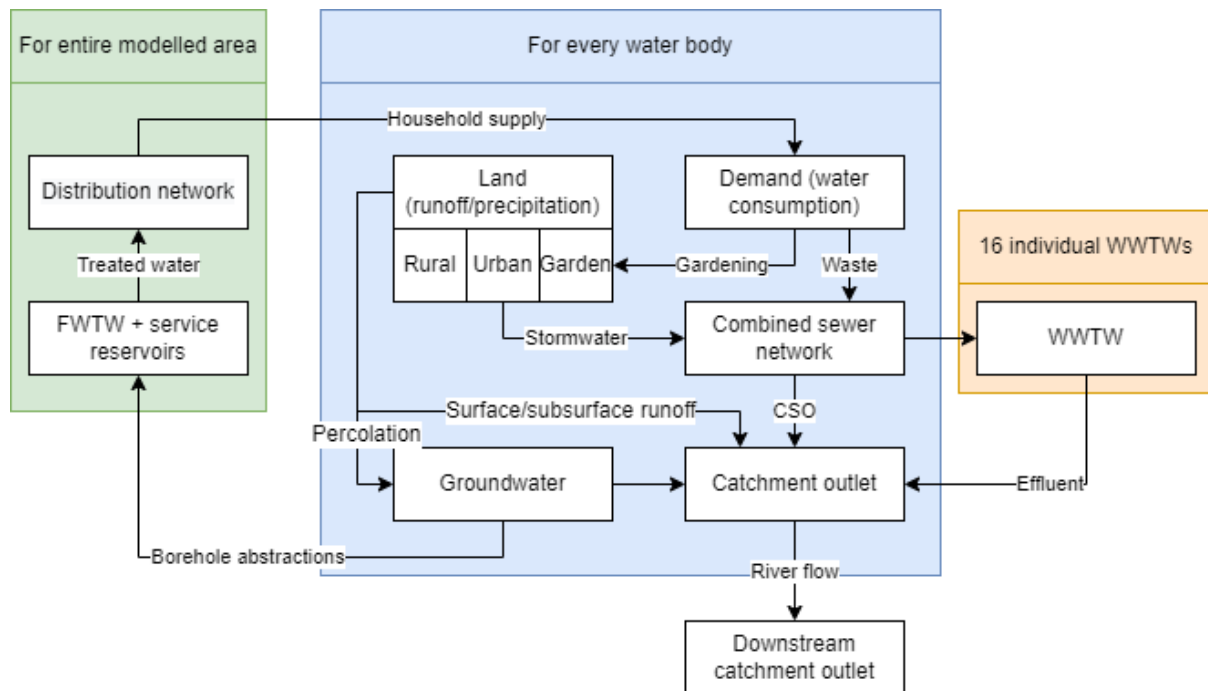 For entire modelled area
For every water body
Household supply
Distribution network
Land
(runoff/precipitation)
Demand (water
consumption)
16 individual WWTWs
Treated water
Rural
Urban
Garden
Gardening
Waste
FWTW + service
reservoirs
Stormwater
Combined sewer
network
WWTW
Surface/subsurface runoff
CSO
Percolation
Groundwater
Catchment outlet
Effluent
Borehole abstractions
River flow
Downstream
catchment outlet